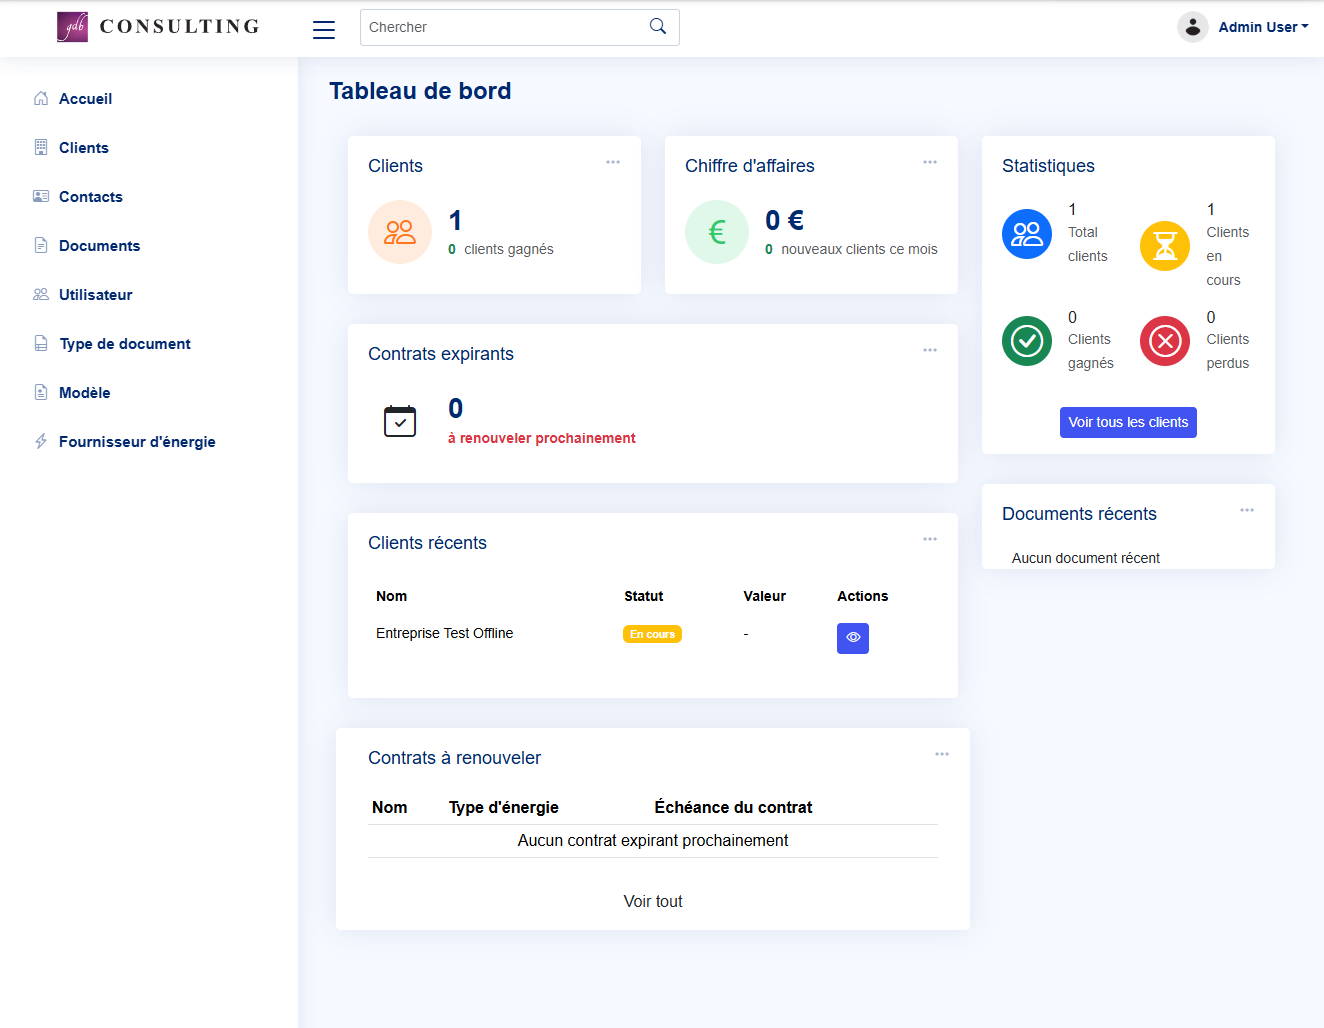 gdb CONSULTING
Chercher
Admin User
Accueil
Clients
Contacts
Documents
Utilisateur
Type de document
Modèle
Fournisseur d'énergie
Tableau de bord
Clients
1
0 clients gagnés
Chiffre d'affaires
€
0 €
0 nouveaux clients ce mois
Statistiques
1
Total
clients
1
Clients
en
cours
0
Clients
gagnés
0
Clients
perdus
Voir tous les clients
Contrats expirants
0
à renouveler prochainement
Documents récents
Aucun document récent
Clients récents
Nom Statut Valeur Actions
Entreprise Test Offline En cours -
Contrats à renouveler
Nom Type d'énergie Échéance du contrat
Aucun contrat expirant prochainement
Voir tout